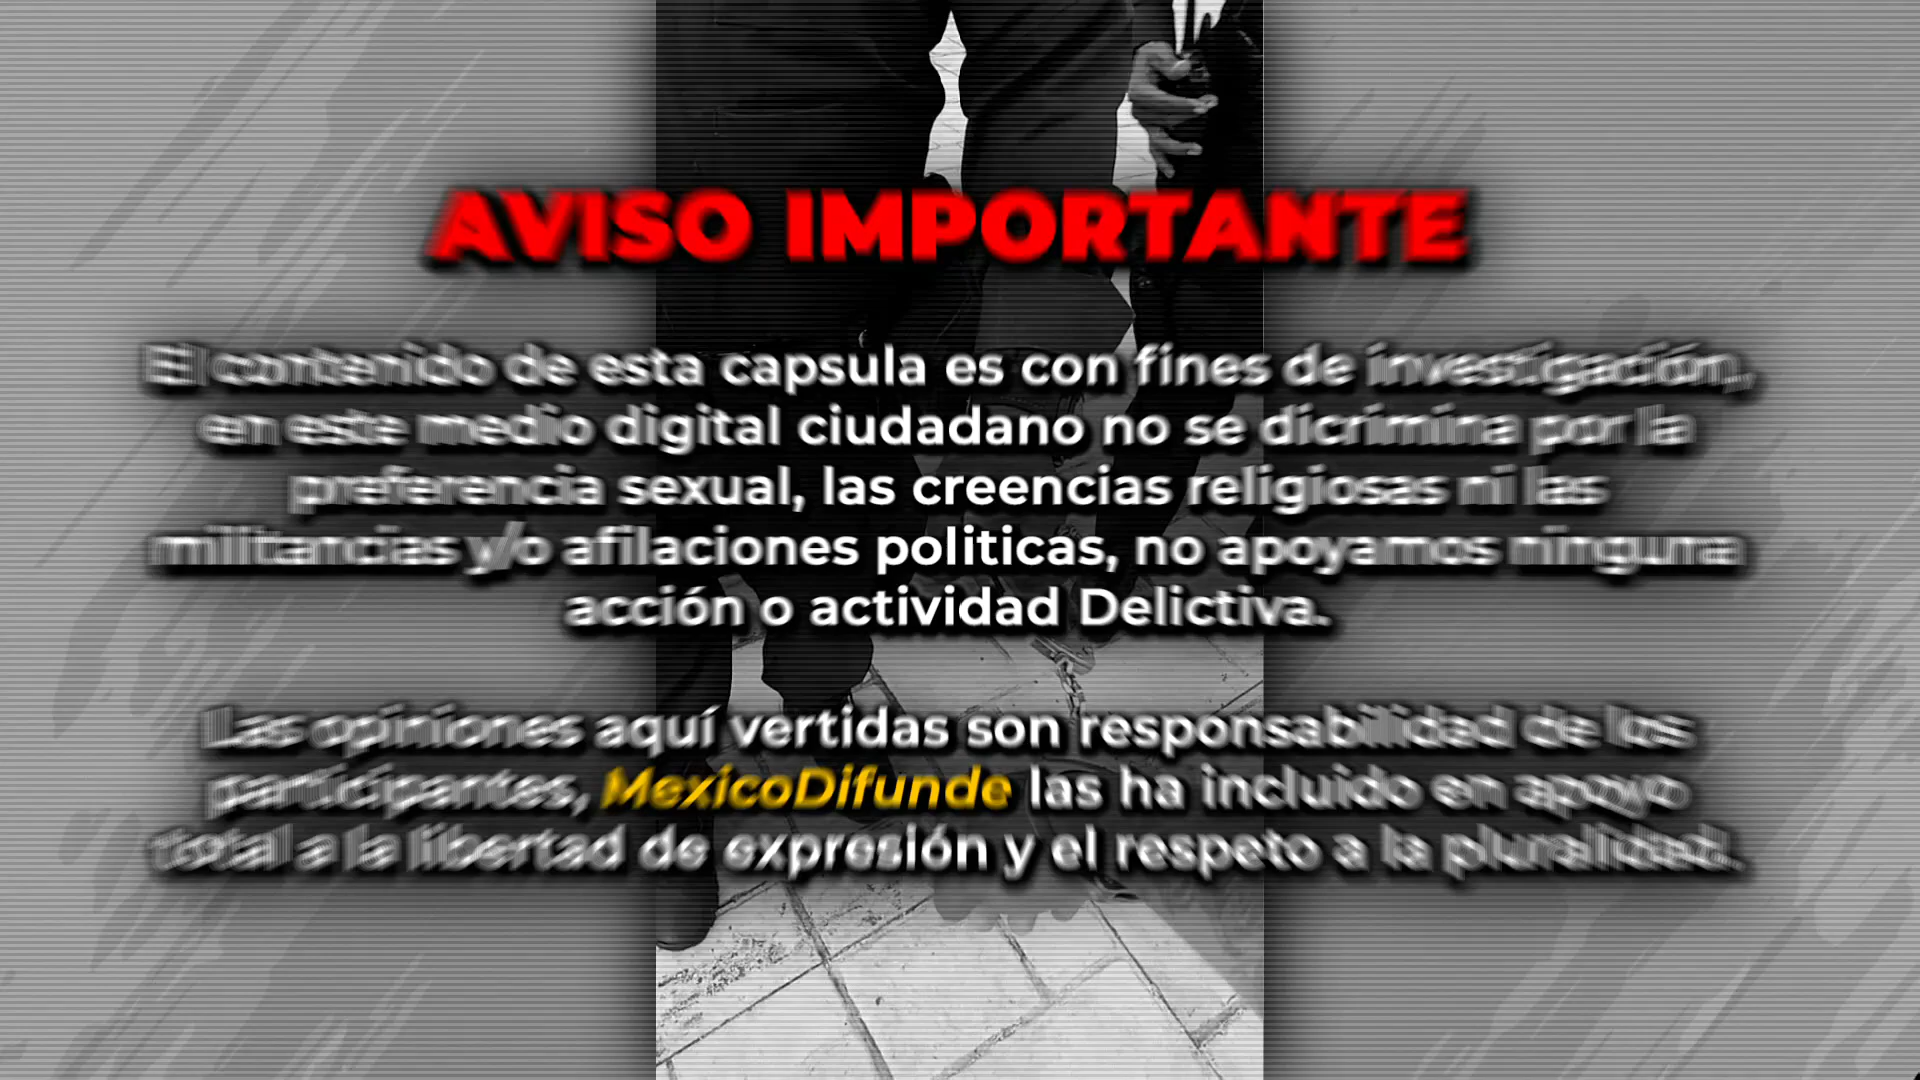 AVISO IMPORTANTE
El contenido de esta capsula es con fines de investigación,
en este medio digital ciudadano no se dicrimina por la
preferencia sexual, las creencias religiosas ni las
militancias y/o afilaciones politicas, no apoyamos ninguna
acción o actividad Delictiva.
Las opiniones aquí vertidas son responsabilidad de los
participantes, MexicoDifunde las ha incluido en apoyo
total a la libertad de expresión y el respeto a la pluralidad.